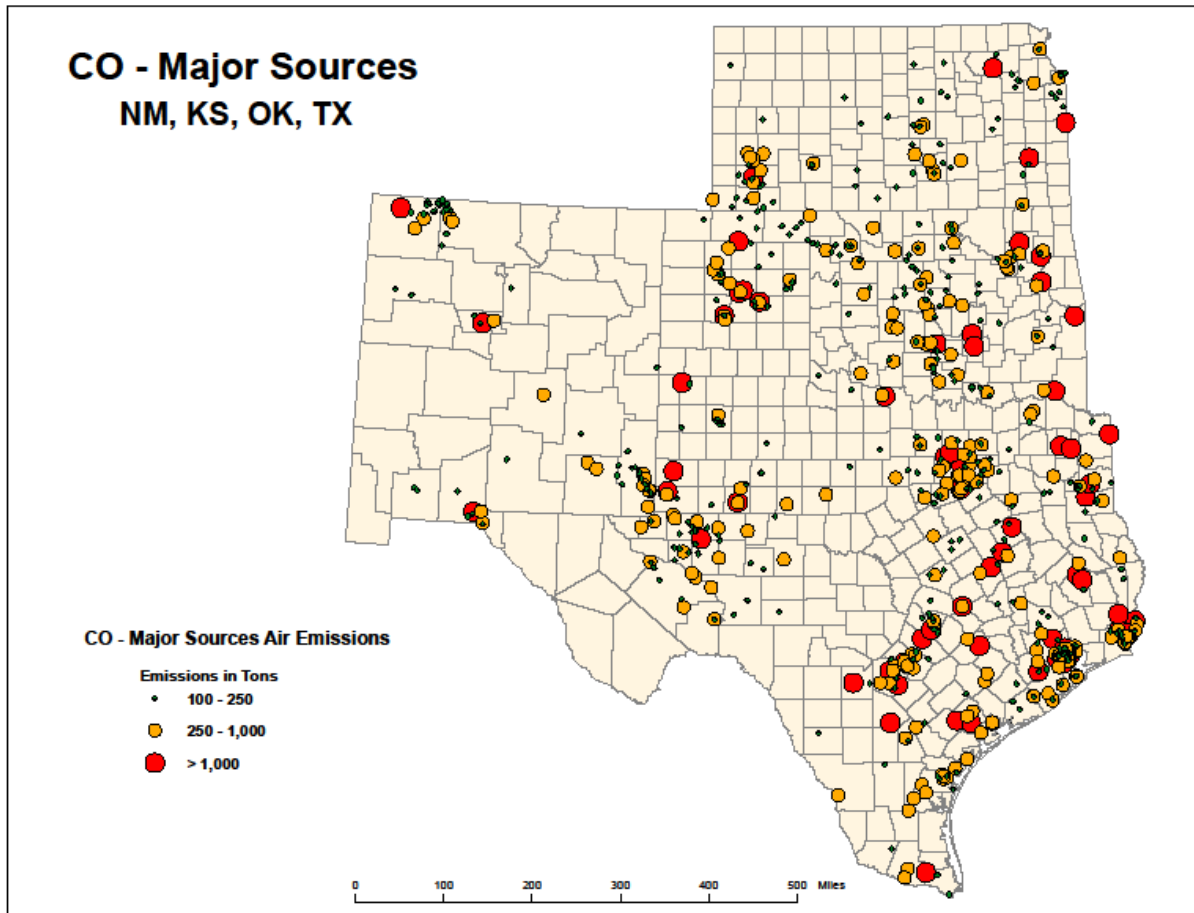 CO - Major Sources
NM, KS, OK, TX
CO - Major Sources Air Emissions
Emissions in Tons
100 - 250
250 - 1,000
> 1,000
0 100 200 300 400 500 Miles